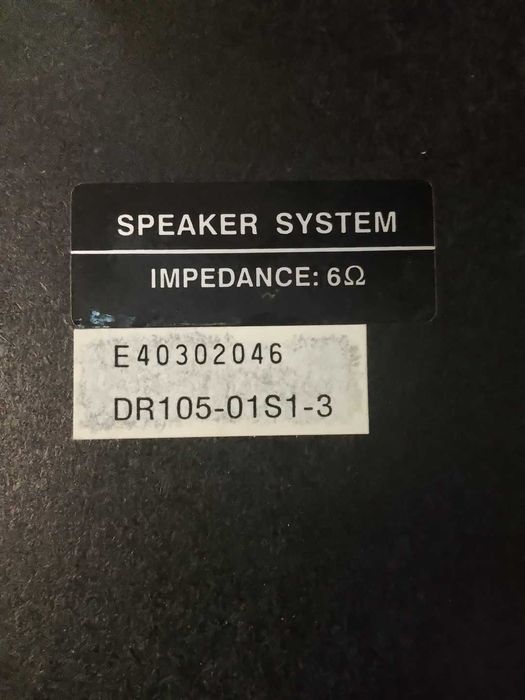 SPEAKER SYSTEM
IMPEDANCE: 6Ω
E40302046
DR105-01S1-3